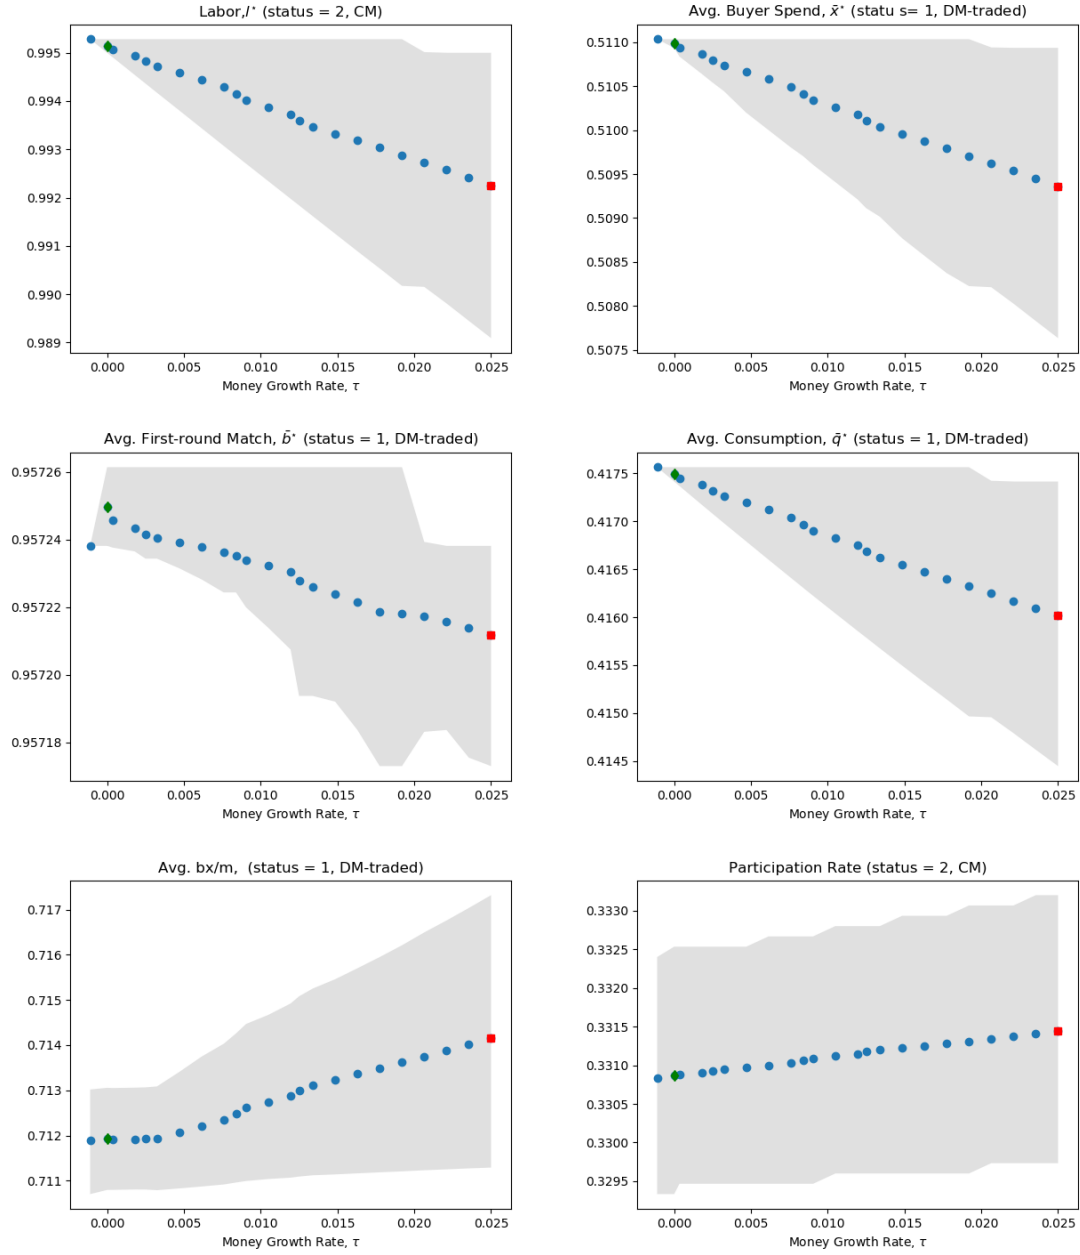 Labor,l* (status = 2, CM)
0.995
0.994
0.993
0.992
0.991
0.990
0.989
0.000 0.005 0.010 0.015 0.020 0.025
Money Growth Rate, τ
Avg. Buyer Spend, x̄* (statu s= 1, DM-traded)
0.5110
0.5105
0.5100
0.5095
0.5090
0.5085
0.5080
0.5075
0.000 0.005 0.010 0.015 0.020 0.025
Money Growth Rate, τ
Avg. First-round Match, b̄* (status = 1, DM-traded)
0.95726
0.95724
0.95722
0.95720
0.95718
0.000 0.005 0.010 0.015 0.020 0.025
Money Growth Rate, τ
Avg. Consumption, q̄* (status = 1, DM-traded)
0.4175
0.4170
0.4165
0.4160
0.4155
0.4150
0.4145
0.000 0.005 0.010 0.015 0.020 0.025
Money Growth Rate, τ
Avg. bx/m, (status = 1, DM-traded)
0.717
0.716
0.715
0.714
0.713
0.712
0.711
0.000 0.005 0.010 0.015 0.020 0.025
Money Growth Rate, τ
Participation Rate (status = 2, CM)
0.3330
0.3325
0.3320
0.3315
0.3310
0.3305
0.3300
0.3295
0.000 0.005 0.010 0.015 0.020 0.025
Money Growth Rate, τ